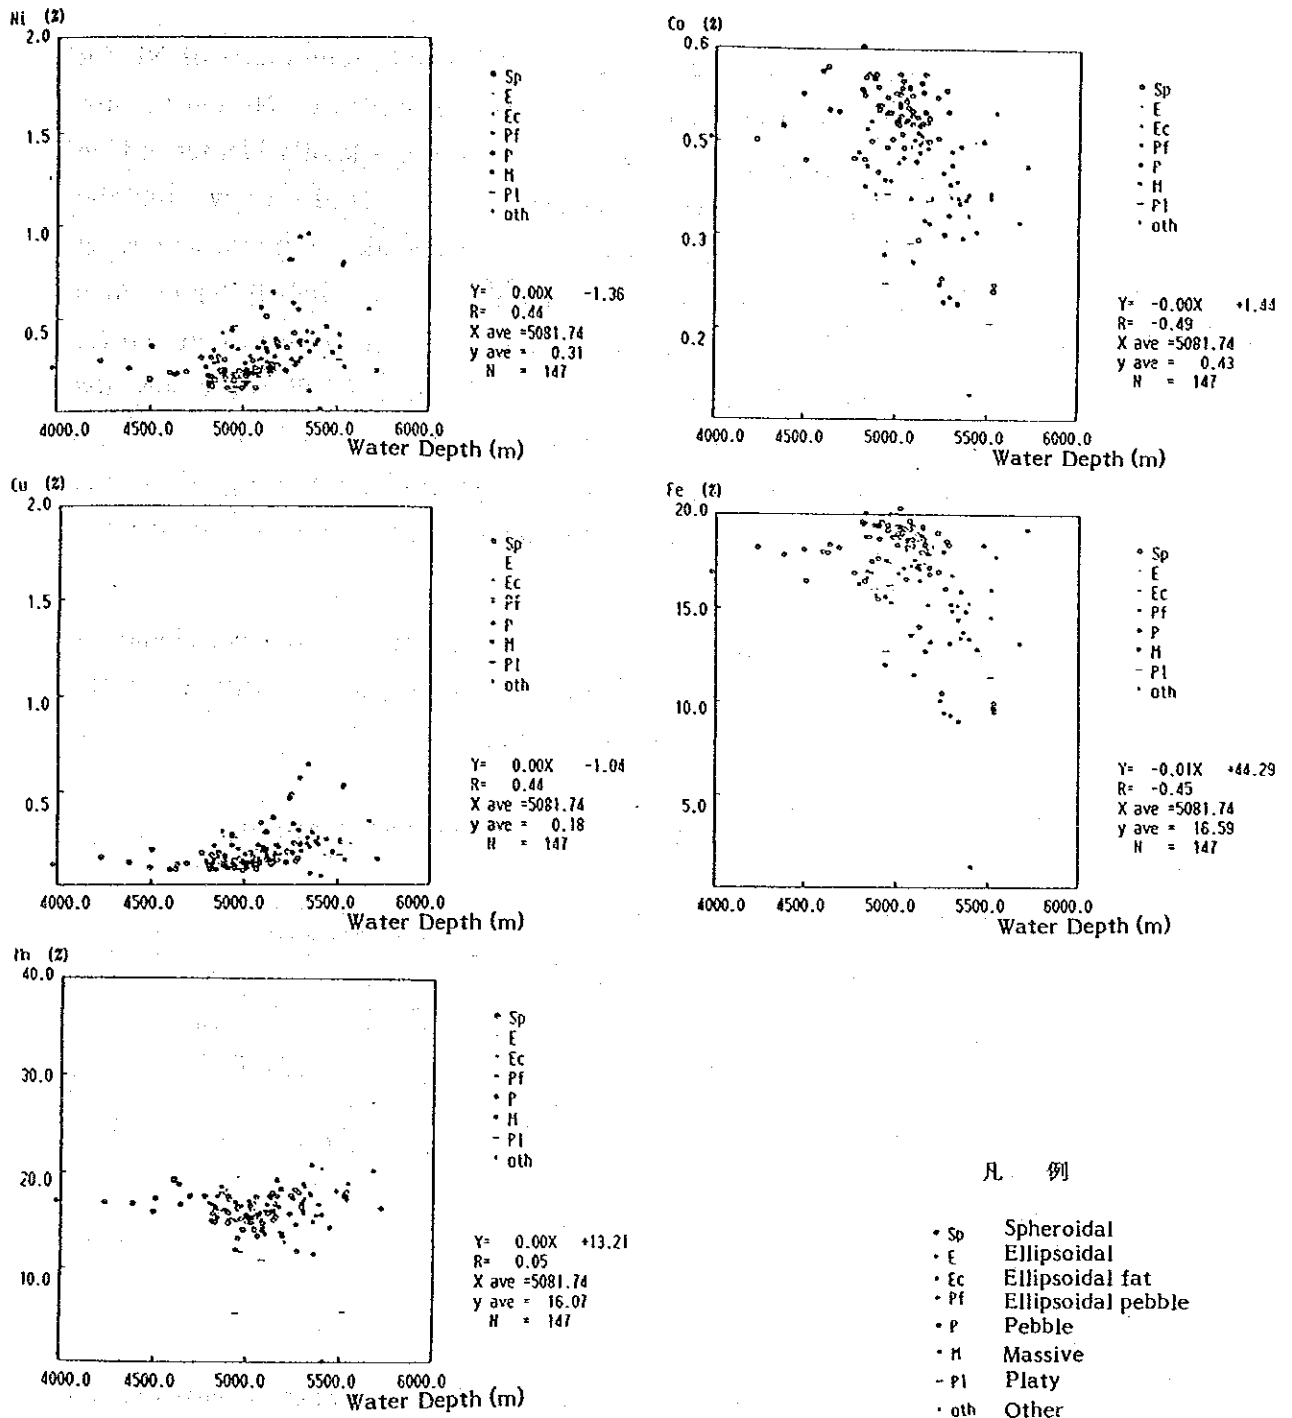 Ni (%)
2.0
1.5
1.0
0.5
4000.0 4500.0 5000.0 5500.0 6000.0
Water Depth (m)
Sp
E
Ec
Pf
P
M
Pl
oth
Y= 0.00X -1.36
R= 0.44
X ave =5081.74
y ave = 0.31
N = 147
Co (%)
0.6
0.5
0.3
0.2
4000.0 4500.0 5000.0 5500.0 6000.0
Water Depth (m)
Sp
E
Ec
Pf
P
M
Pl
oth
Y= -0.00X +1.44
R= -0.49
X ave =5081.74
y ave = 0.43
N = 147
Cu (%)
2.0
1.5
1.0
0.5
4000.0 4500.0 5000.0 5500.0 6000.0
Water Depth (m)
Sp
E
Ec
Pf
P
M
Pl
oth
Y= 0.00X -1.04
R= 0.44
X ave =5081.74
y ave = 0.18
N = 147
Fe (%)
20.0
15.0
10.0
5.0
4000.0 4500.0 5000.0 5500.0 6000.0
Water Depth (m)
Sp
E
Ec
Pf
P
M
Pl
oth
Y= -0.01X +44.29
R= -0.45
X ave =5081.74
y ave = 16.59
N = 147
Mn (%)
40.0
30.0
20.0
10.0
4000.0 4500.0 5000.0 5500.0 6000.0
Water Depth (m)
Sp
E
Ec
Pf
P
M
Pl
oth
Y= 0.00X +13.21
R= 0.05
X ave =5081.74
y ave = 16.07
N = 147
凡 例
Sp Spheroidal
E Ellipsoidal
Ec Ellipsoidal fat
Pf Ellipsoidal pebble
P Pebble
M Massive
Pl Platy
oth Other